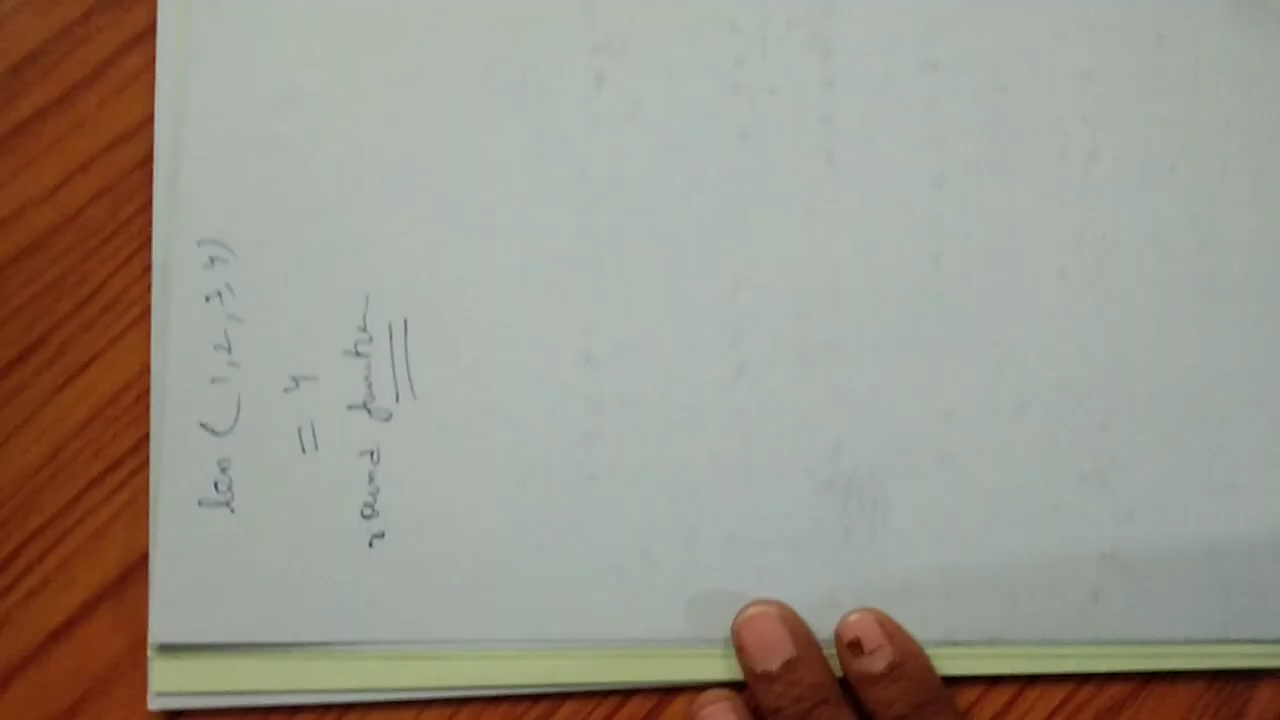 len (1,2,3,4)
= 4
round function